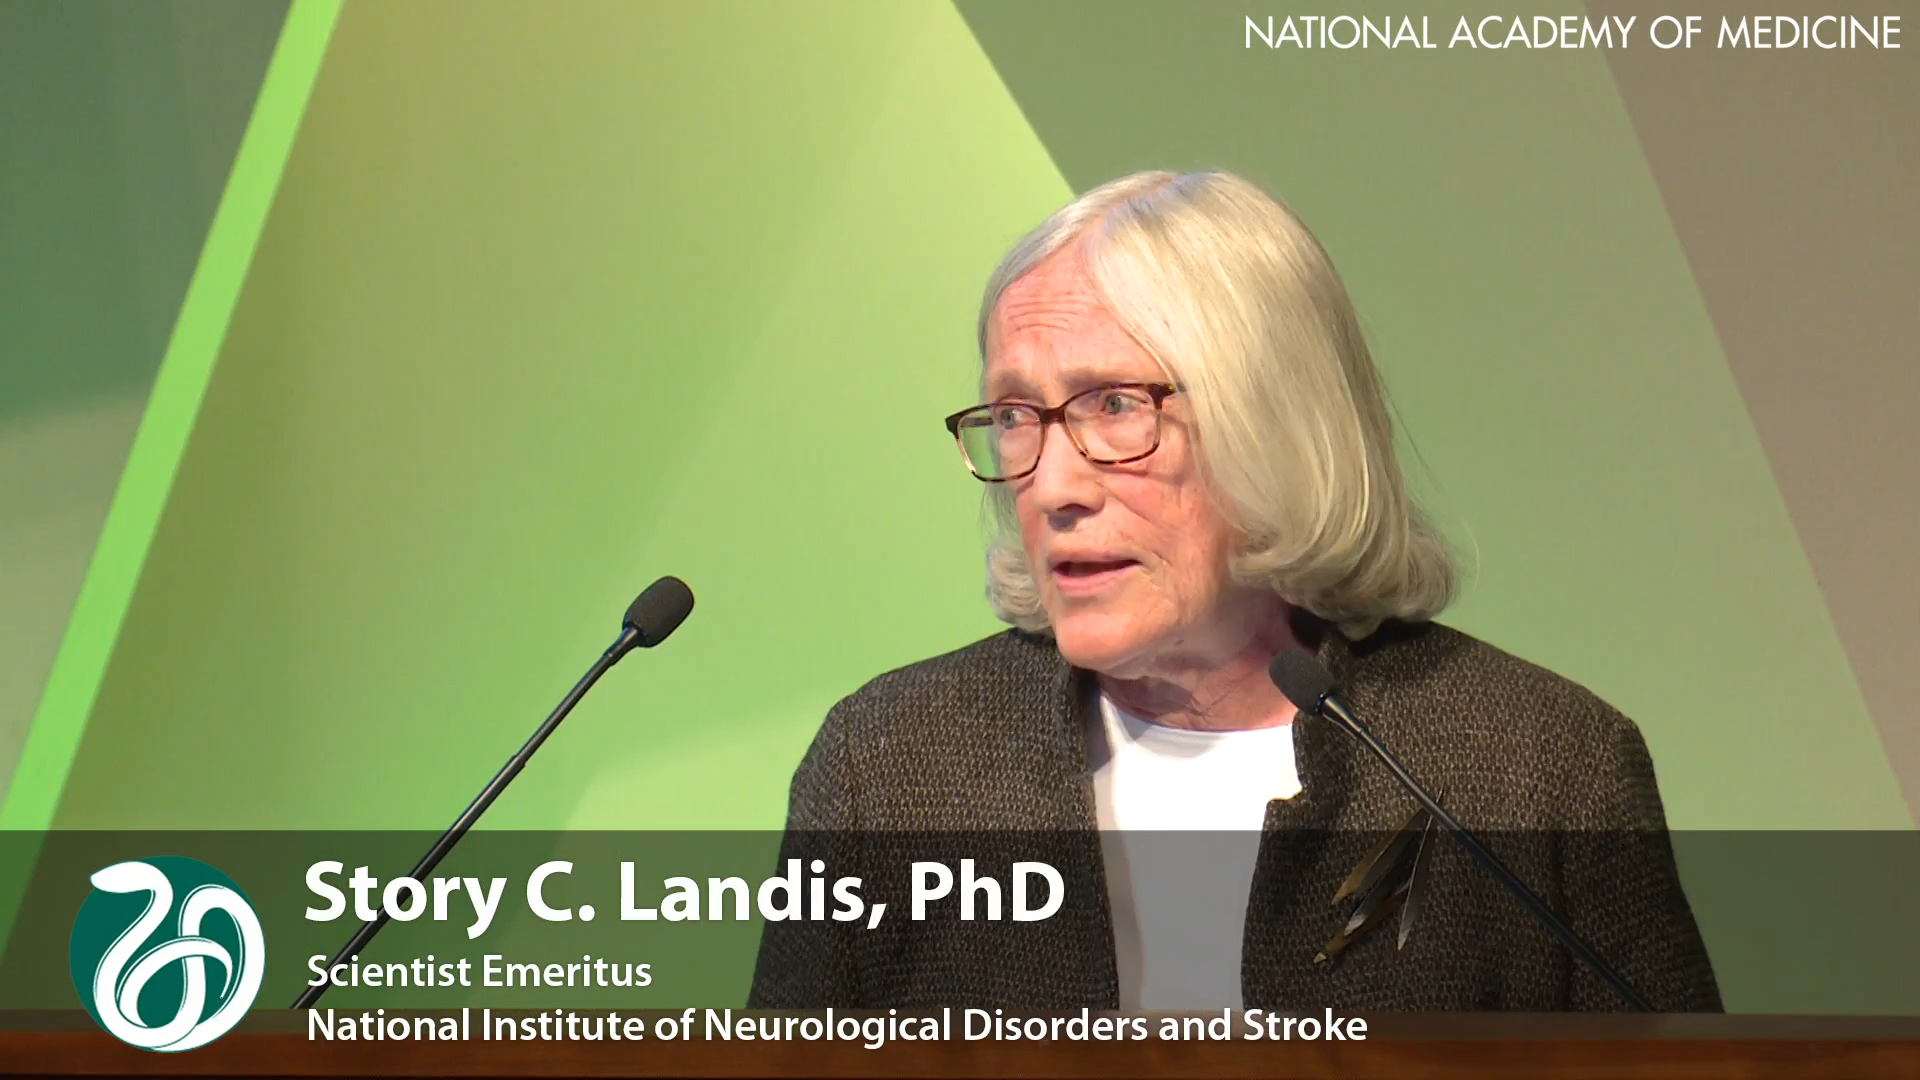 NATIONAL ACADEMY OF MEDICINE
Story C. Landis, PhD
Scientist Emeritus
National Institute of Neurological Disorders and Stroke